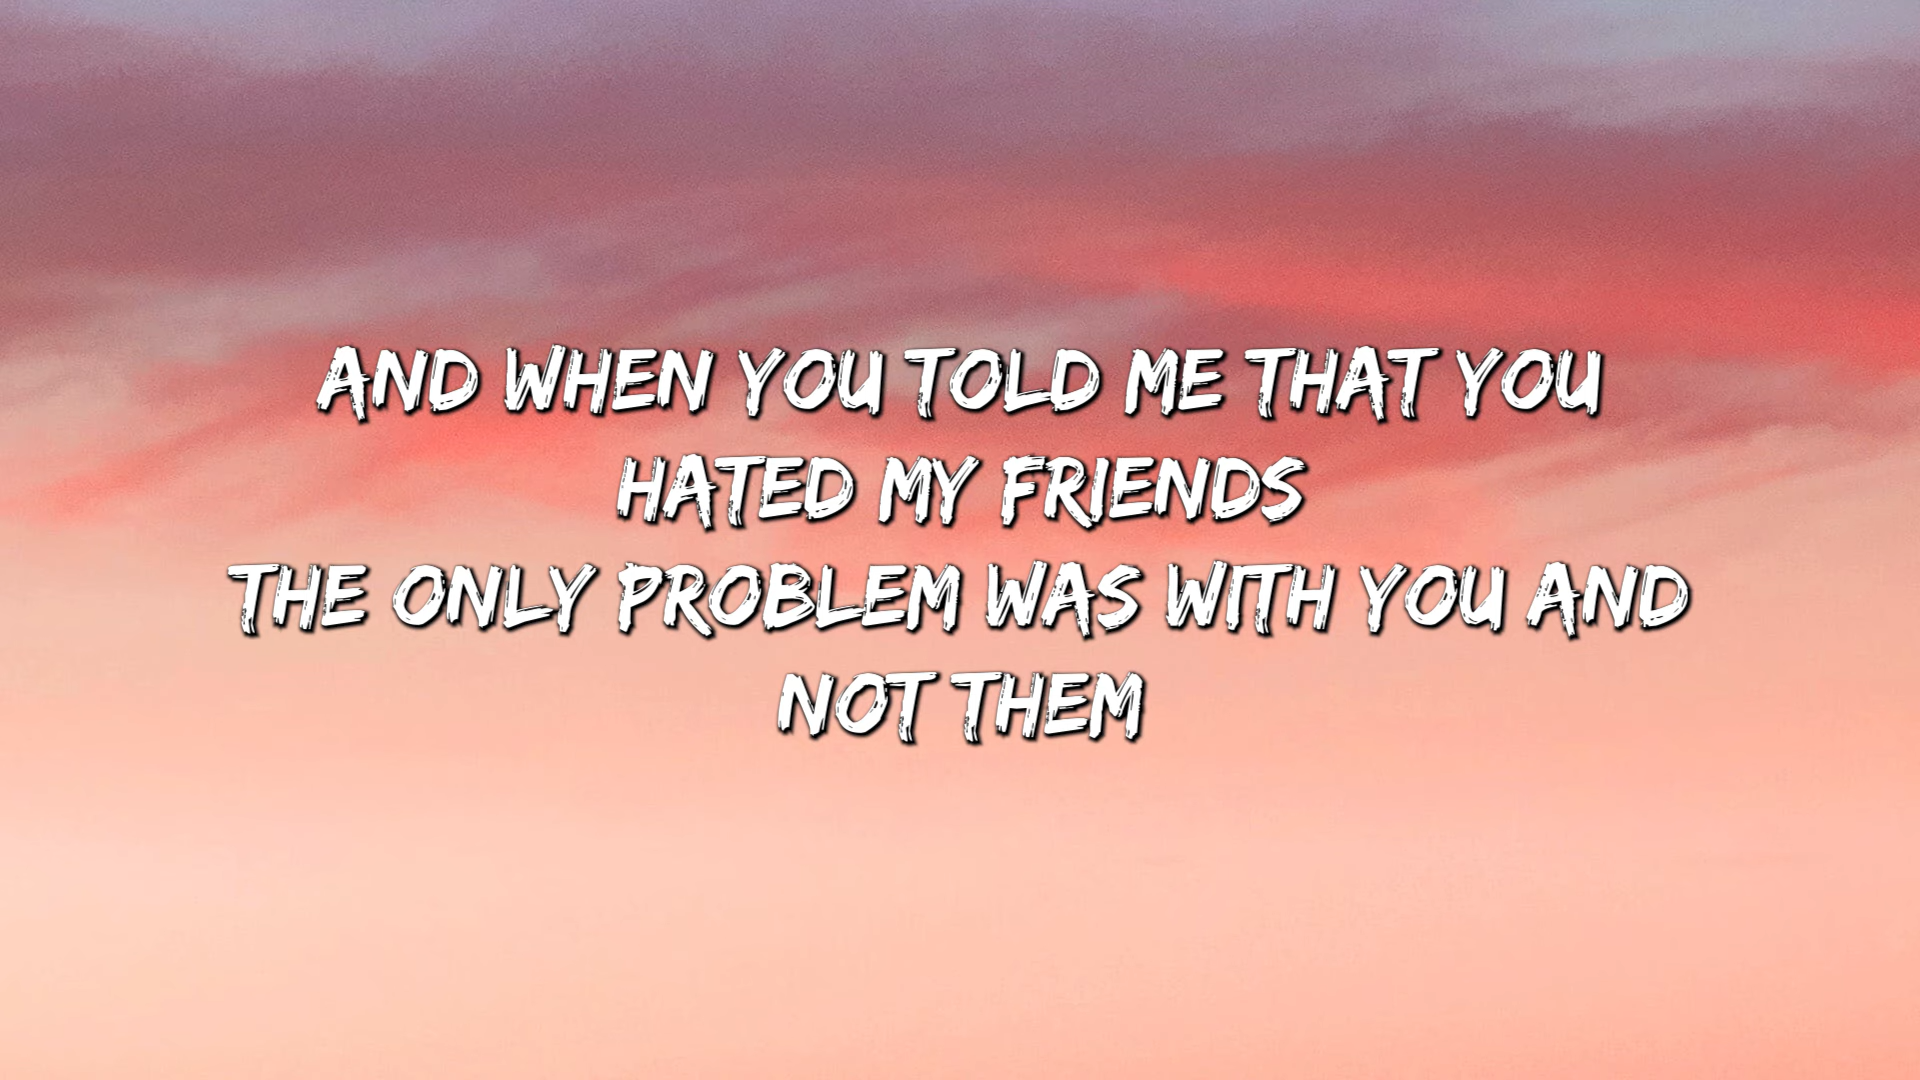 AND WHEN YOU TOLD ME THAT YOU
HATED MY FRIENDS
THE ONLY PROBLEM WAS WITH YOU AND
NOT THEM